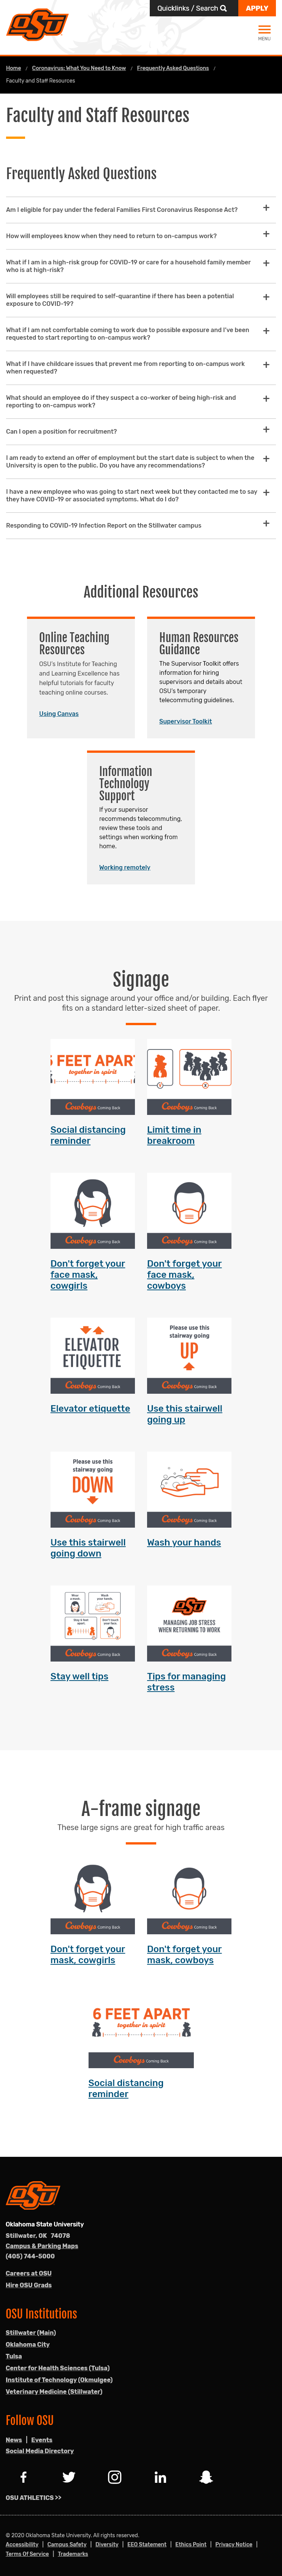 Quicklinks / Search
APPLY
OSU
MENU
Home / Coronavirus: What You Need to Know / Frequently Asked Questions /
Faculty and Staff Resources
Faculty and Staff Resources
Frequently Asked Questions
Am I eligible for pay under the federal Families First Coronavirus Response Act? +
How will employees know when they need to return to on-campus work? +
What if I am in a high-risk group for COVID-19 or care for a household family member +
who is at high-risk?
Will employees still be required to self-quarantine if there has been a potential +
exposure to COVID-19?
What if I am not comfortable coming to work due to possible exposure and I've been +
requested to start reporting to on-campus work?
What if I have childcare issues that prevent me from reporting to on-campus work +
when requested?
What should an employee do if they suspect a co-worker of being high-risk and +
reporting to on-campus work?
Can I open a position for recruitment? +
I am ready to extend an offer of employment but the start date is subject to when the +
University is open to the public. Do you have any recommendations?
I have a new employee who was going to start next week but they contacted me to say +
they have COVID-19 or associated symptoms. What do I do?
Responding to COVID-19 Infection Report on the Stillwater campus +
Additional Resources
Online Teaching
Resources
OSU's Institute for Teaching
and Learning Excellence has
helpful tutorials for faculty
teaching online courses.
Using Canvas
Human Resources
Guidance
The Supervisor Toolkit offers
information for hiring
supervisors and details about
OSU's temporary
telecommuting guidelines.
Supervisor Toolkit
Information
Technology
Support
If your supervisor
recommends telecommuting,
review these tools and
settings when working from
home.
Working remotely
Signage
Print and post this signage around your office and/or building. Each flyer
fits on a standard letter-sized sheet of paper.
6 FEET APART
together in spirit
Cowboys Coming Back
Social distancing
reminder
Cowboys Coming Back
Limit time in
breakroom
Cowboys Coming Back
Don't forget your
face mask,
cowgirls
Cowboys Coming Back
Don't forget your
face mask,
cowboys
ELEVATOR
ETIQUETTE
Cowboys Coming Back
Elevator etiquette
Please use this
stairway going
UP
Cowboys Coming Back
Use this stairwell
going up
Please use this
stairway going
DOWN
Cowboys Coming Back
Use this stairwell
going down
Cowboys Coming Back
Wash your hands
Cowboys Coming Back
Stay well tips
OSU
MANAGING JOB STRESS
WHEN RETURNING TO WORK
Cowboys Coming Back
Tips for managing
stress
A-frame signage
These large signs are great for high traffic areas
Cowboys Coming Back
Don't forget your
mask, cowgirls
Cowboys Coming Back
Don't forget your
mask, cowboys
6 FEET APART
together in spirit
Cowboys Coming Back
Social distancing
reminder
OSU
Oklahoma State University
Stillwater, OK 74078
Campus & Parking Maps
(405) 744-5000
Careers at OSU
Hire OSU Grads
OSU Institutions
Stillwater (Main)
Oklahoma City
Tulsa
Center for Health Sciences (Tulsa)
Institute of Technology (Okmulgee)
Veterinary Medicine (Stillwater)
Follow OSU
News | Events
Social Media Directory
OSU ATHLETICS >>
© 2020 Oklahoma State University. All rights reserved.
Accessibility | Campus Safety | Diversity | EEO Statement | Ethics Point | Privacy Notice |
Terms Of Service | Trademarks